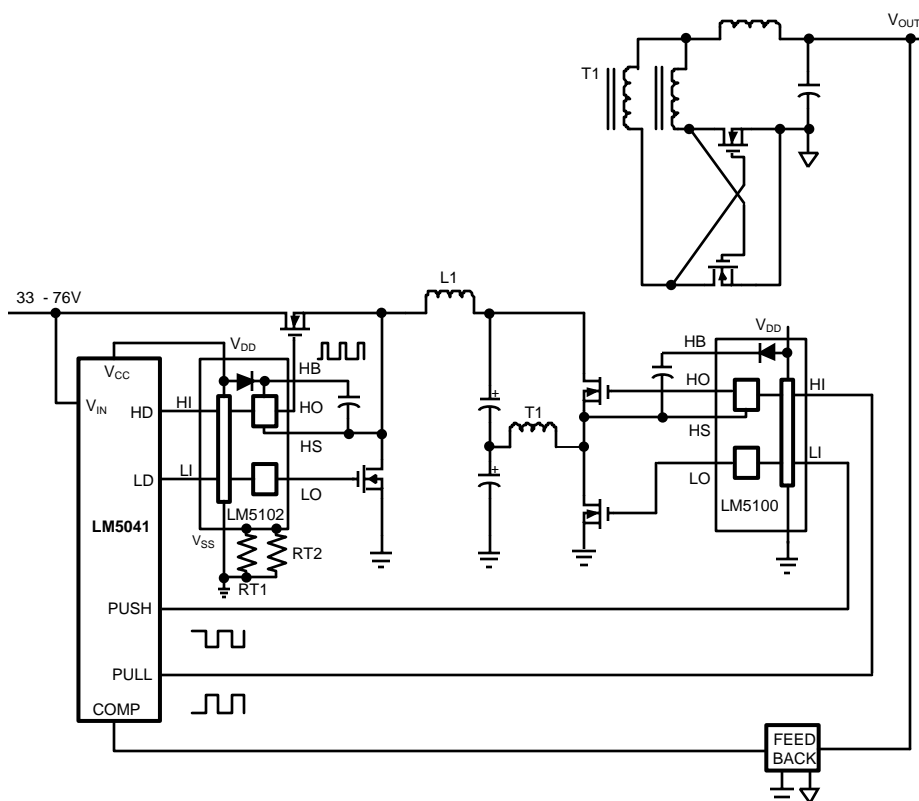 VOUT
T1
L1
33 - 76V
VDD
HB
VCC
VIN
HD
HI
HO
HS
LD
LI
LO
LM5041
LM5102
VSS
RT1
RT2
T1
VDD
HB
HO
HI
HS
LI
LO
LM5100
PUSH
PULL
COMP
FEED
BACK